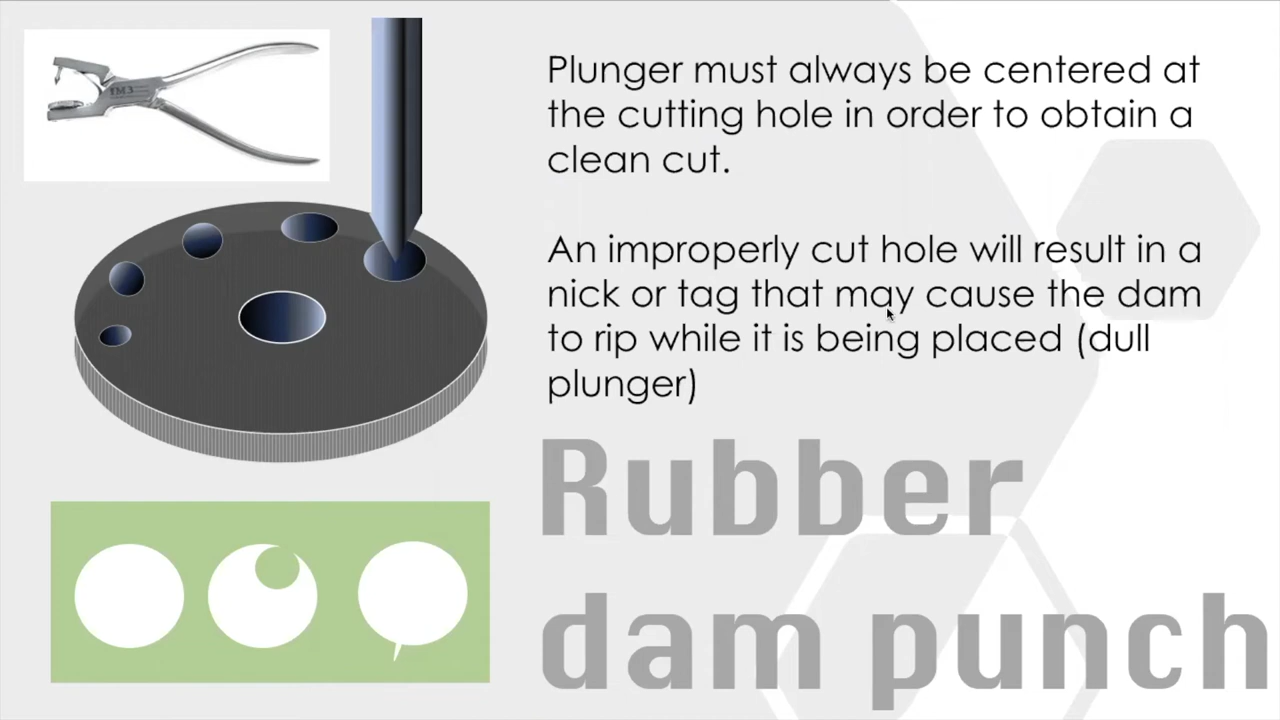 Plunger must always be centered at
the cutting hole in order to obtain a
clean cut.
An improperly cut hole will result in a
nick or tag that may cause the dam
to rip while it is being placed (dull
plunger)
Rubber
dam punch